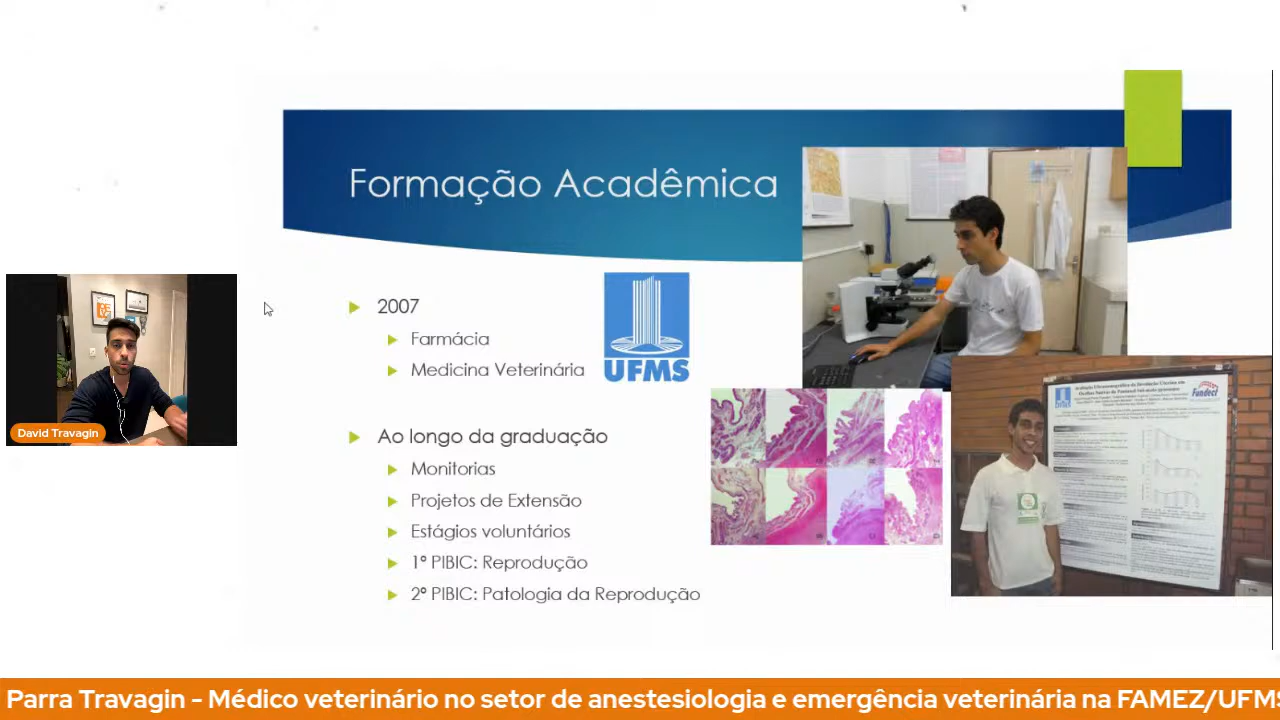 Formação Acadêmica
2007
Farmácia
Medicina Veterinária
UFMS
Ao longo da graduação
Monitorias
Projetos de Extensão
Estágios voluntários
1º PIBIC: Reprodução
2º PIBIC: Patologia da Reprodução
Fundect
David Travagin
Parra Travagin - Médico veterinário no setor de anestesiologia e emergência veterinária na FAMEZ/UFMS